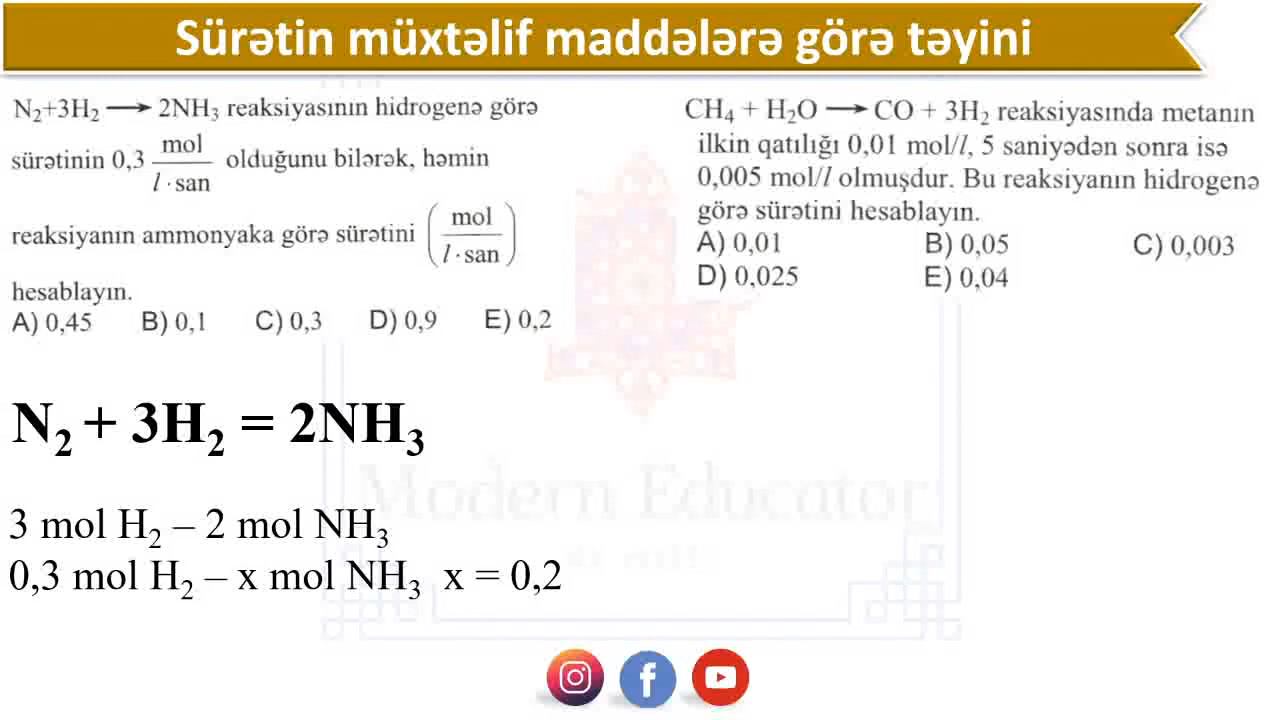 Sürətin müxtəlif maddələrə görə təyini
N₂+3H₂ ⟶ 2NH₃ reaksiyasının hidrogenə görə
sürətinin 0,3 mol/l·san olduğunu bilərək, həmin
reaksiyanın ammonyaka görə sürətini (mol/l·san)
hesablayın.
A) 0,45 B) 0,1 C) 0,3 D) 0,9 E) 0,2
CH₄ + H₂O ⟶ CO + 3H₂ reaksiyasında metanın
ilkin qatılığı 0,01 mol/l, 5 saniyədən sonra isə
0,005 mol/l olmuşdur. Bu reaksiyanın hidrogenə
görə sürətini hesablayın.
A) 0,01 B) 0,05 C) 0,003
D) 0,025 E) 0,04
N₂ + 3H₂ = 2NH₃
3 mol H₂ – 2 mol NH₃
0,3 mol H₂ – x mol NH₃ x = 0,2
Modern Educator